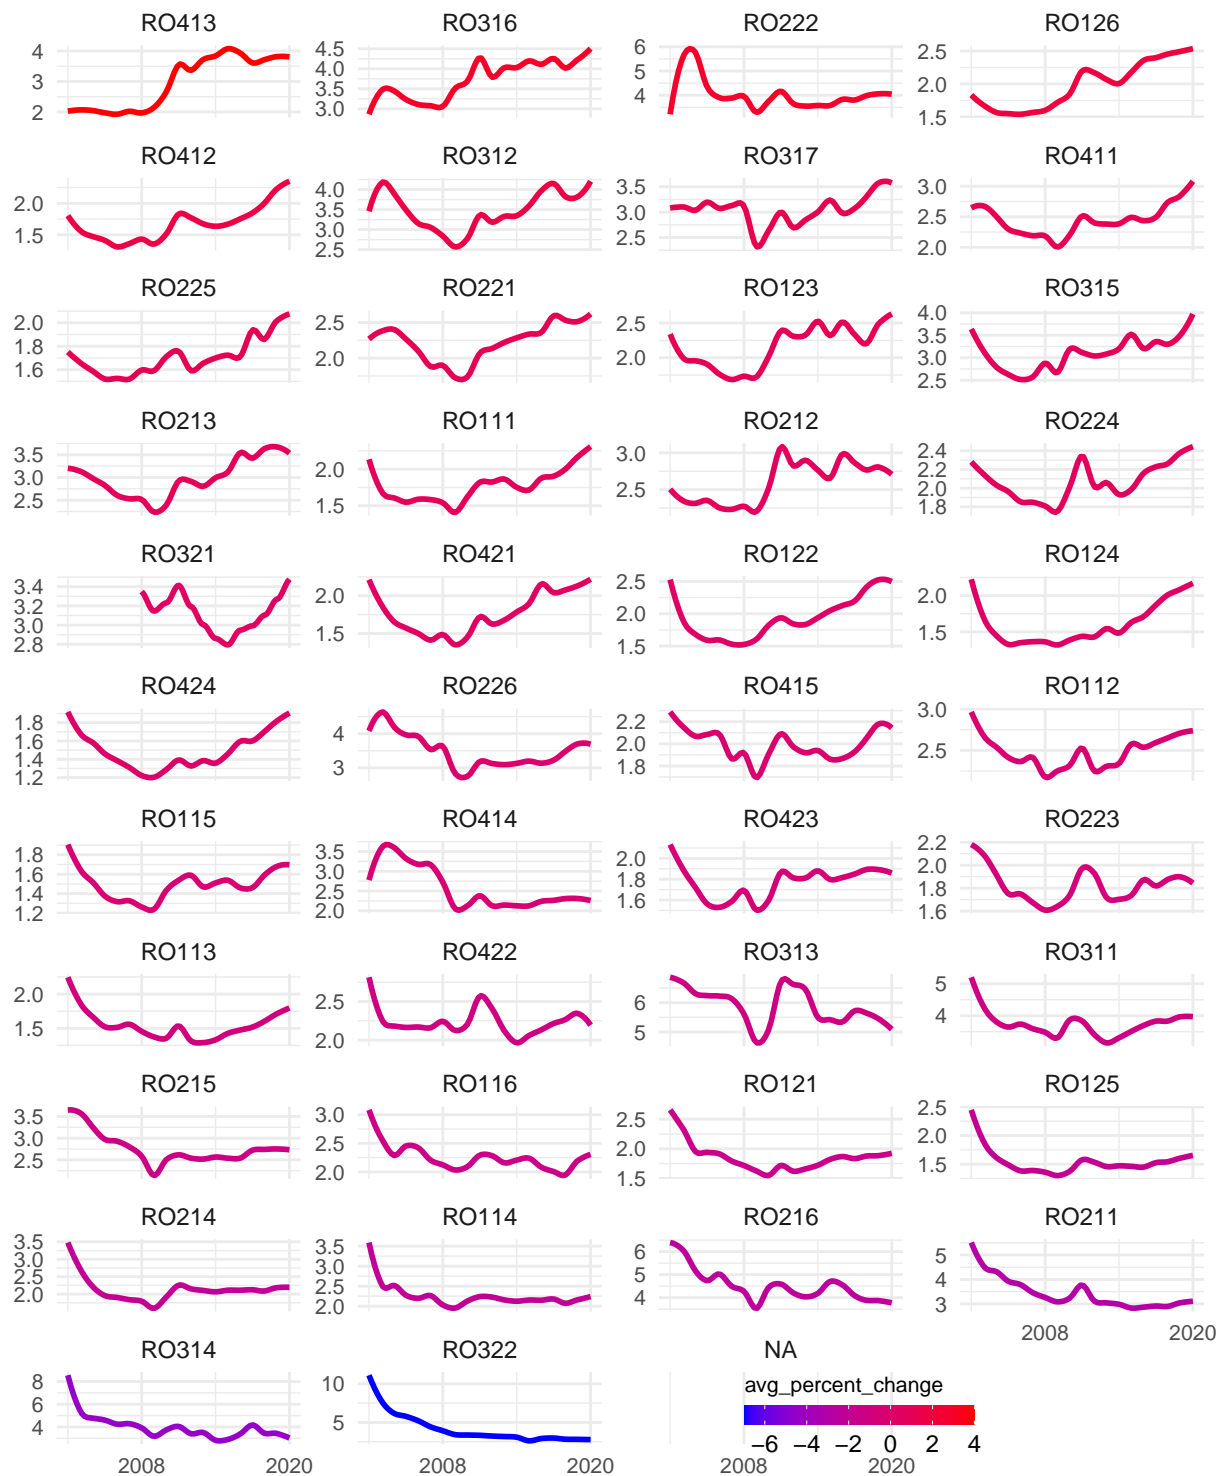 RO413 RO316 RO222 RO126
4 3 2 4.5 4.0 3.5 3.0 6 5 4 2.5 2.0 1.5
RO412 RO312 RO317 RO411
2.0 1.5 4.0 3.5 3.0 2.5 3.5 3.0 2.5 3.0 2.5 2.0
RO225 RO221 RO123 RO315
2.0 1.8 1.6 2.5 2.0 2.5 2.0 4.0 3.5 3.0 2.5
RO213 RO111 RO212 RO224
3.5 3.0 2.5 2.0 1.5 3.0 2.5 2.4 2.2 2.0 1.8
RO321 RO421 RO122 RO124
3.4 3.2 3.0 2.8 2.0 1.5 2.5 2.0 1.5 2.0 1.5
RO424 RO226 RO415 RO112
1.8 1.6 1.4 1.2 4 3 2.2 2.0 1.8 3.0 2.5
RO115 RO414 RO423 RO223
1.8 1.6 1.4 1.2 3.5 3.0 2.5 2.0 2.0 1.8 1.6 2.2 2.0 1.8 1.6
RO113 RO422 RO313 RO311
2.0 1.5 2.5 2.0 6 5 5 4
RO215 RO116 RO121 RO125
3.5 3.0 2.5 3.0 2.5 2.0 2.5 2.0 1.5 2.5 2.0 1.5
RO214 RO114 RO216 RO211
3.5 3.0 2.5 2.0 3.5 3.0 2.5 2.0 6 5 4 5 4 3
2008 2020
RO314 RO322 NA
8 6 4 10 5
avg_percent_change
−6 −4 −2 0 2 4
2008 2020 2008 2020 2008 2020